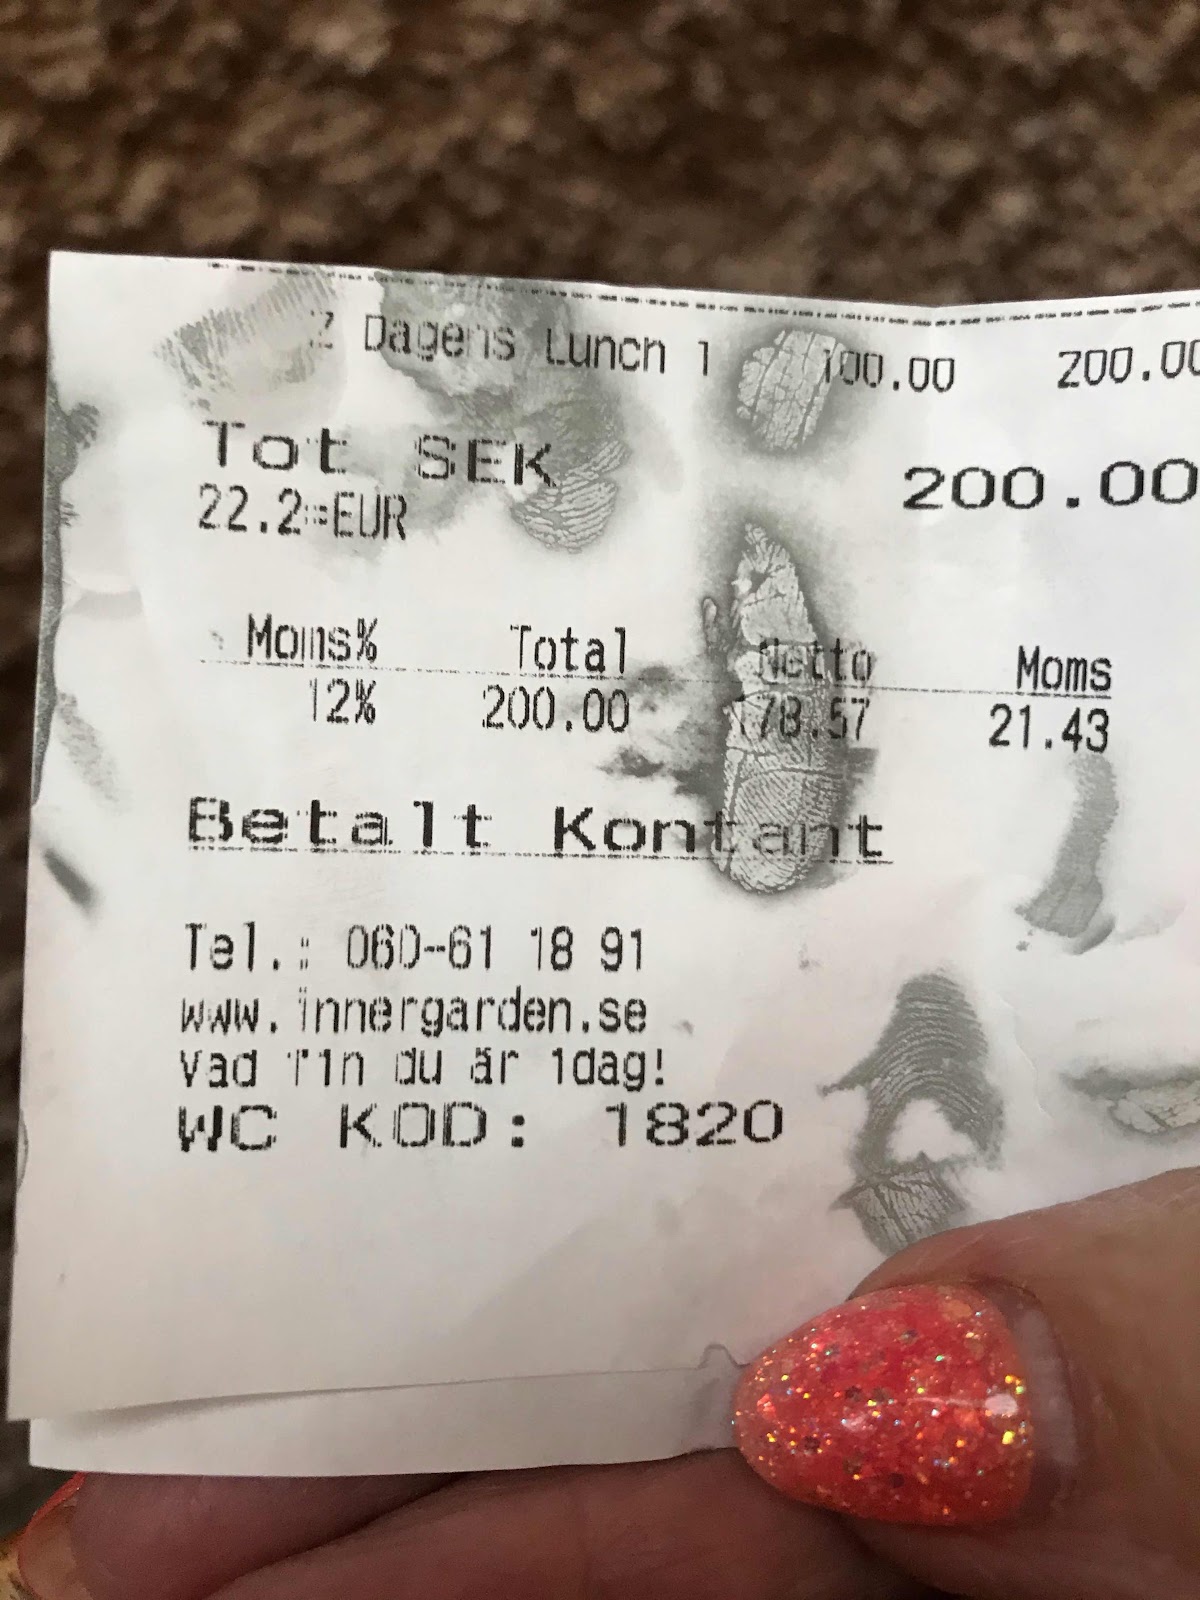 2 Dagens Lunch 1 100.00 200.00
Tot SEK 200.00
22.2=EUR
Moms% Total Netto Moms
12% 200.00 178.57 21.43
Betalt Kontant
Tel.: 060-61 18 91
www.innergarden.se
Vad fin du är idag!
WC KOD: 1820